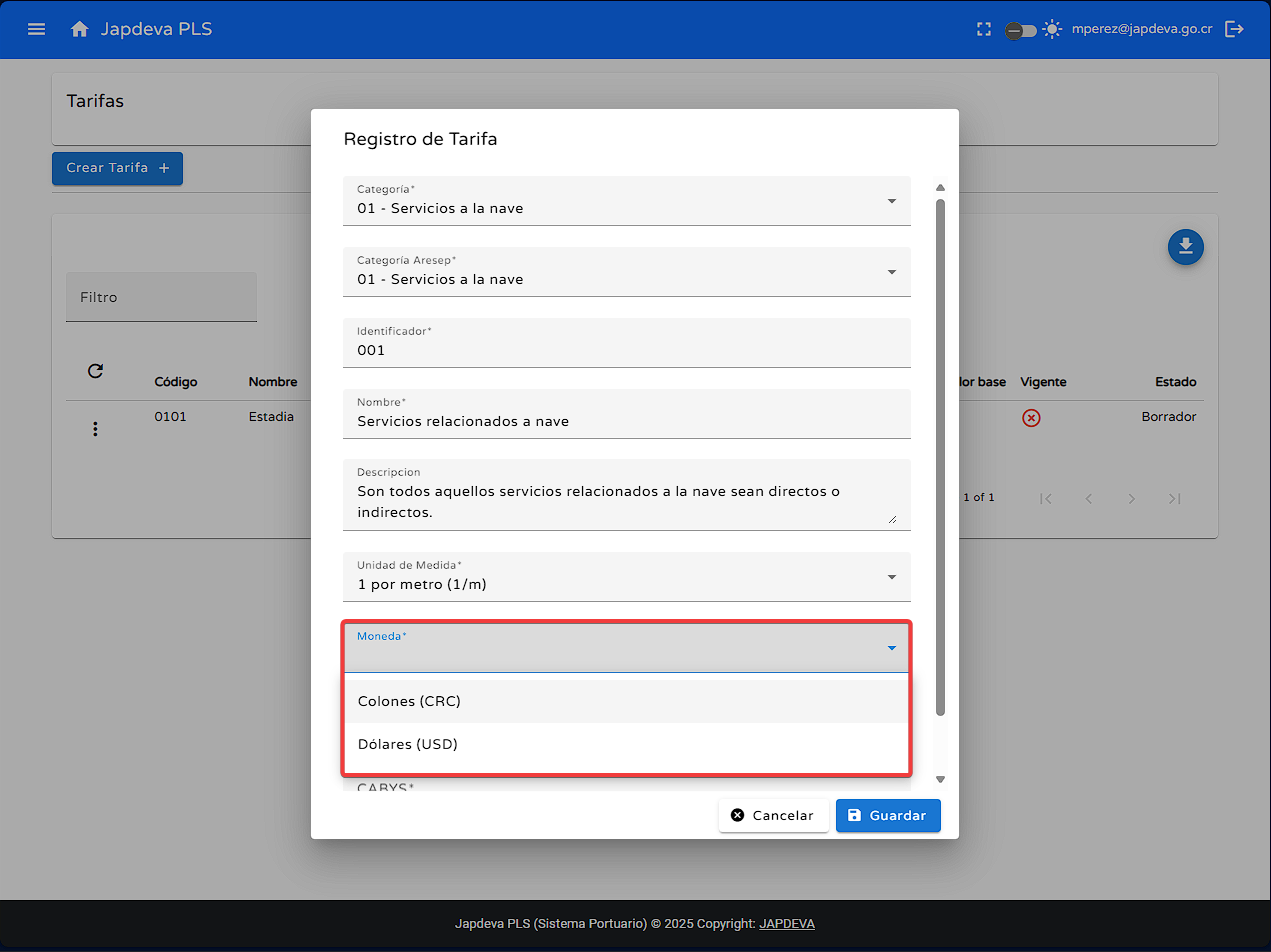 Japdeva PLS
mperez@japdeva.go.cr
Tarifas
Crear Tarifa +
Filtro
Código Nombre lor base Vigente Estado
0101 Estadia Borrador
1 of 1
Registro de Tarifa
Categoría*
01 - Servicios a la nave
Categoría Aresep*
01 - Servicios a la nave
Identificador*
001
Nombre*
Servicios relacionados a nave
Descripcion
Son todos aquellos servicios relacionados a la nave sean directos o
indirectos.
Unidad de Medida*
1 por metro (1/m)
Moneda*
Colones (CRC)
Dólares (USD)
CABYS*
Cancelar Guardar
Japdeva PLS (Sistema Portuario) © 2025 Copyright: JAPDEVA